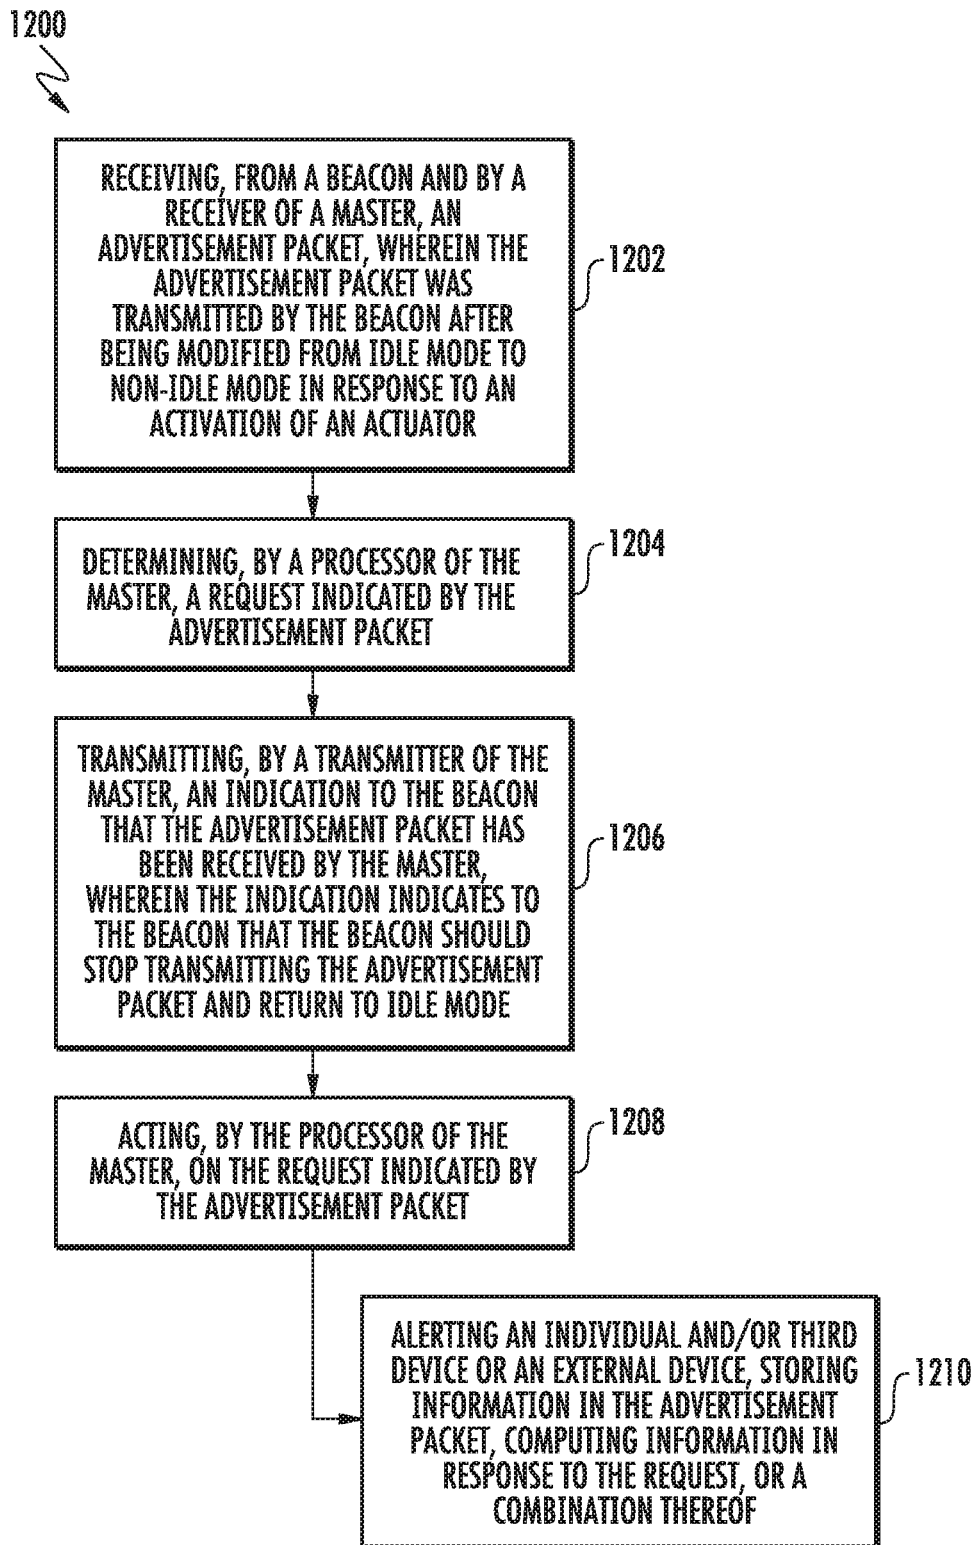 1200
RECEIVING, FROM A BEACON AND BY A
RECEIVER OF A MASTER, AN
ADVERTISEMENT PACKET, WHEREIN THE
ADVERTISEMENT PACKET WAS
TRANSMITTED BY THE BEACON AFTER
BEING MODIFIED FROM IDLE MODE TO
NON-IDLE MODE IN RESPONSE TO AN
ACTIVATION OF AN ACTUATOR
1202
DETERMINING, BY A PROCESSOR OF THE
MASTER, A REQUEST INDICATED BY THE
ADVERTISEMENT PACKET
1204
TRANSMITTING, BY A TRANSMITTER OF THE
MASTER, AN INDICATION TO THE BEACON
THAT THE ADVERTISEMENT PACKET HAS
BEEN RECEIVED BY THE MASTER,
WHEREIN THE INDICATION INDICATES TO
THE BEACON THAT THE BEACON SHOULD
STOP TRANSMITTING THE ADVERTISEMENT
PACKET AND RETURN TO IDLE MODE
1206
ACTING, BY THE PROCESSOR OF THE
MASTER, ON THE REQUEST INDICATED BY
THE ADVERTISEMENT PACKET
1208
ALERTING AN INDIVIDUAL AND/OR THIRD
DEVICE OR AN EXTERNAL DEVICE, STORING
INFORMATION IN THE ADVERTISEMENT
PACKET, COMPUTING INFORMATION IN
RESPONSE TO THE REQUEST, OR A
COMBINATION THEREOF
1210